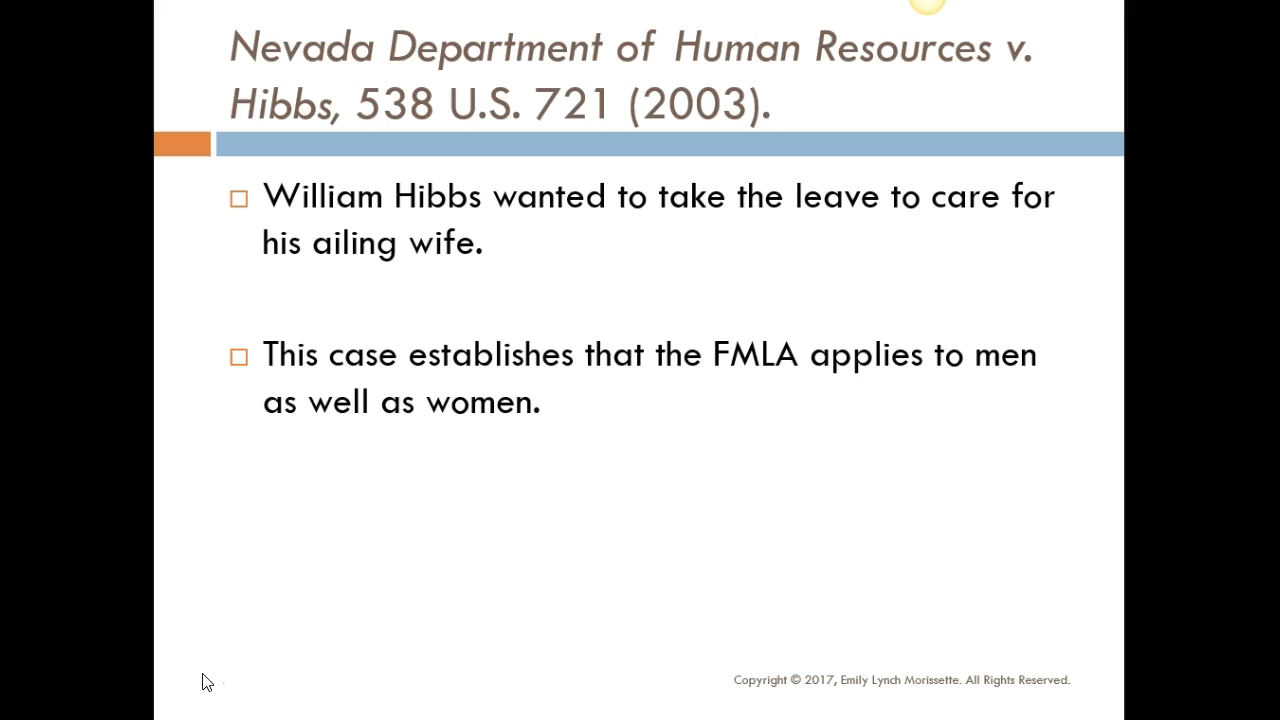 Nevada Department of Human Resources v.
Hibbs, 538 U.S. 721 (2003).
William Hibbs wanted to take the leave to care for
his ailing wife.
This case establishes that the FMLA applies to men
as well as women.
Copyright © 2017, Emily Lynch Morissette. All Rights Reserved.